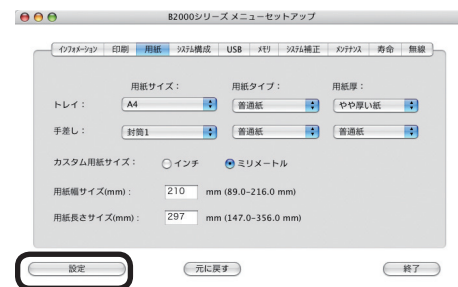 B2000シリーズ メニューセットアップ
インフォメーション 印刷 用紙 システム構成 USB メモリ システム補正 メンテナンス 寿命 無線
用紙サイズ： 用紙タイプ： 用紙厚：
トレイ： A4 普通紙 やや厚い紙
手差し： 封筒1 普通紙 普通紙
カスタム用紙サイズ： インチ ミリメートル
用紙幅サイズ(mm)： 210 mm (89.0-216.0 mm)
用紙長さサイズ(mm)： 297 mm (147.0-356.0 mm)
設定 元に戻す 終了